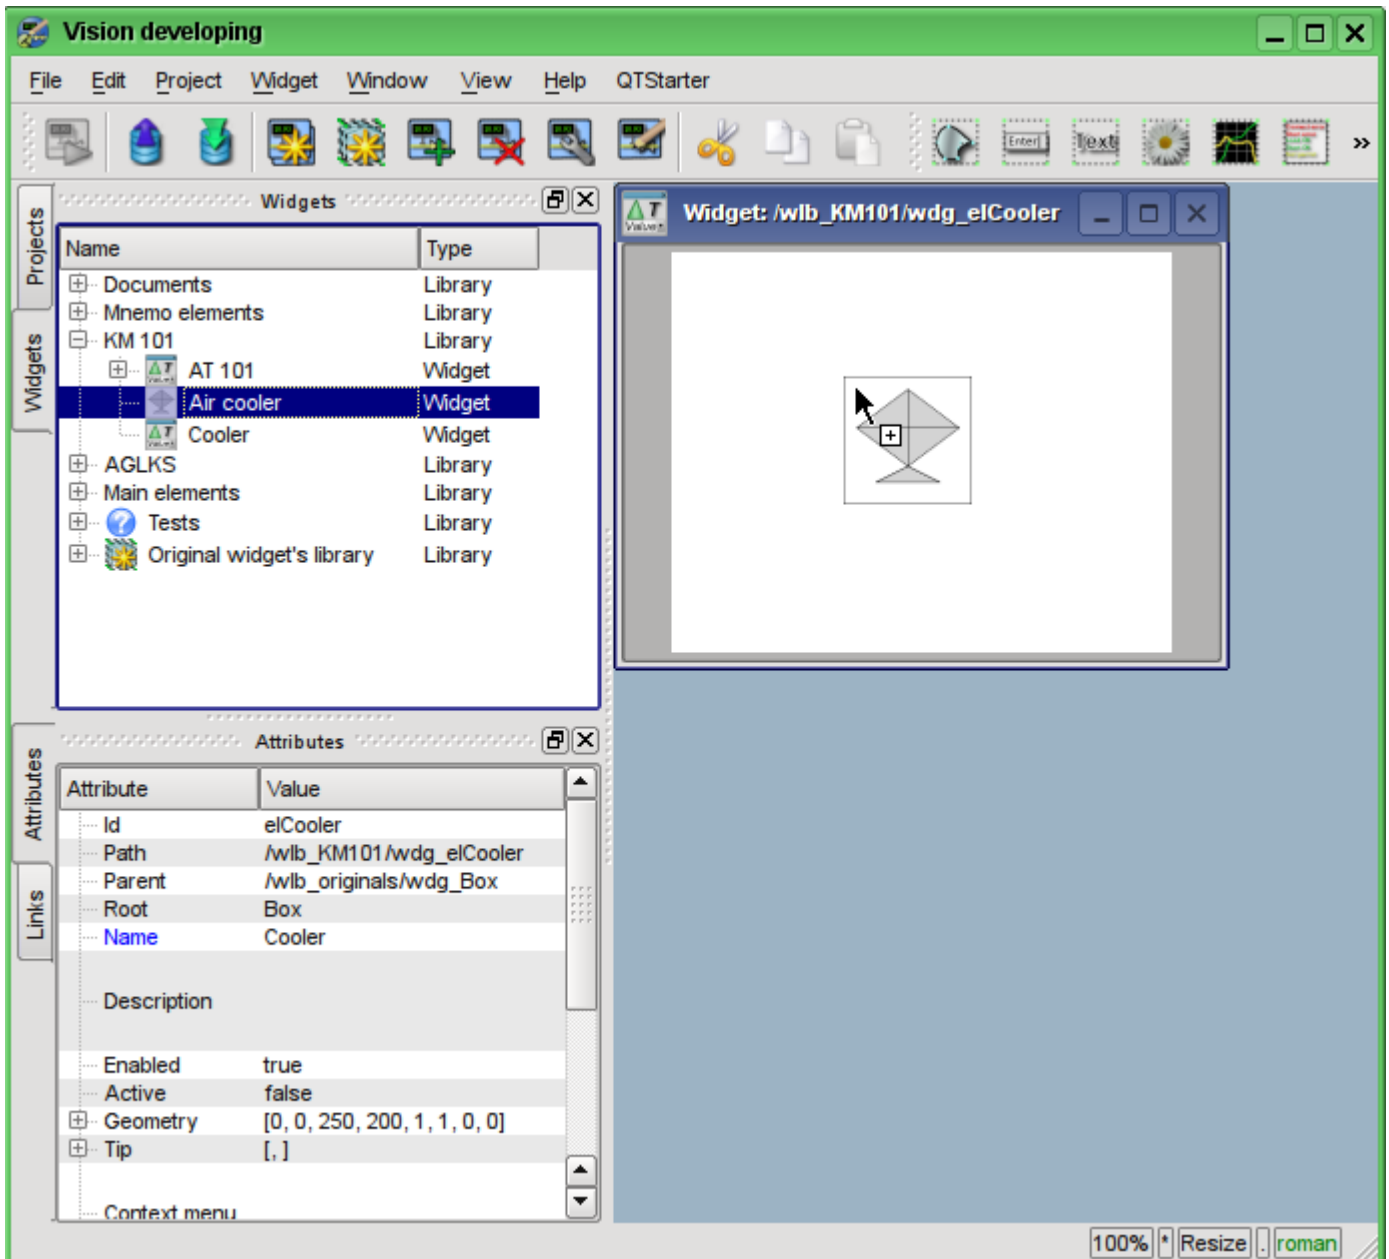 Vision developing
File Edit Project Widget Window View Help QTStarter
Enter Text »
Projects
Widgets
Widgets
Name Type
Documents Library
Mnemo elements Library
KM 101 Library
AT 101 Widget
Air cooler Widget
Cooler Widget
AGLKS Library
Main elements Library
Tests Library
Original widget's library Library
Widget: /wlb_KM101/wdg_elCooler
Attributes
Links
Attributes
Attribute Value
Id elCooler
Path /wlb_KM101/wdg_elCooler
Parent /wlb_originals/wdg_Box
Root Box
Name Cooler
Description
Enabled true
Active false
Geometry [0, 0, 250, 200, 1, 1, 0, 0]
Tip [, ]
Context menu
100% * Resize . roman